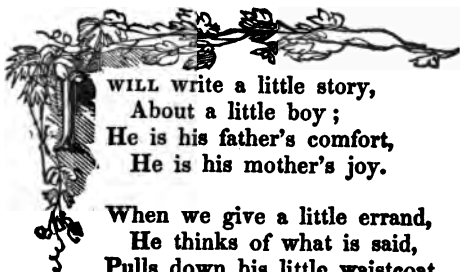 I WILL write a little story,
About a little boy;
He is his father's comfort,
He is his mother's joy.
When we give a little errand,
He thinks of what is said,
Pulls down his little waistcoat